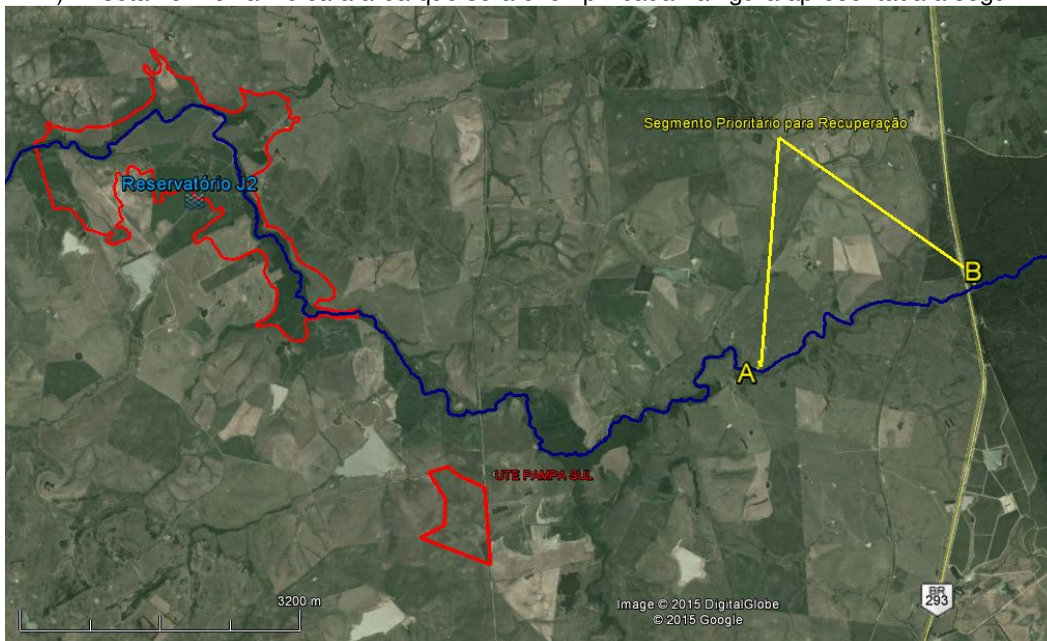 Segmento Prioritário para Recuperação
Reservatório J2
B
A
UTE PAMPA SUL
3200 m
Image © 2015 DigitalGlobe
© 2015 Google
BR
293